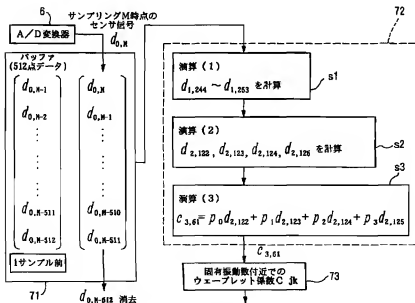 6
サンプリングM時点の
センサ信号
A/D変換器
d0,M
バッファ
(512点データ)
d0,M-1 d0,M
d0,M-2 d0,M-1
d0,M-511 d0,M-510
d0,M-512 d0,M-511
1サンプル前
71
d0,M-512 消去
72
演算(1)
d1,244 ~ d1,253 を計算
s1
演算(2)
d2,122, d2,123, d2,124, d2,125 を計算
s2
演算(3)
c3,61 = p0d2,122 + p1d2,123 + p2d2,124 + p3d2,125
s3
c3,61
固有振動数付近での
ウェーブレット係数C jk
73